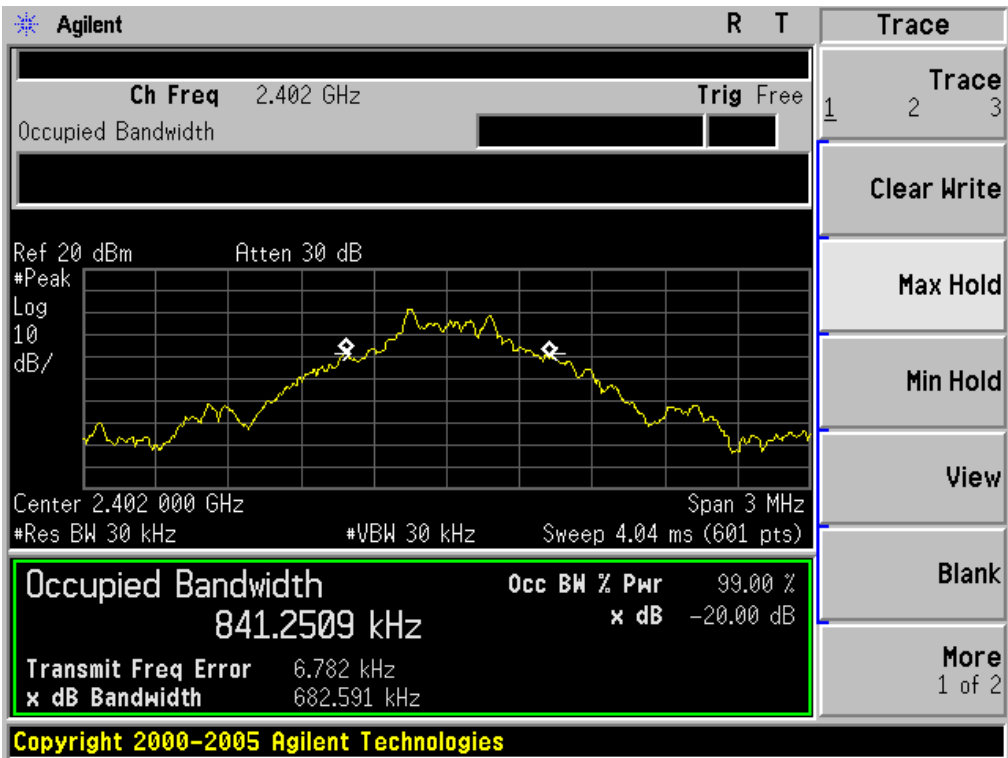 Agilent R T Trace
Ch Freq 2.402 GHz Trig Free
Occupied Bandwidth
Trace
1 2 3
Clear Write
Max Hold
Min Hold
View
Blank
More
1 of 2
Ref 20 dBm Atten 30 dB
#Peak
Log
10
dB/
Center 2.402 000 GHz Span 3 MHz
#Res BW 30 kHz #VBW 30 kHz Sweep 4.04 ms (601 pts)
Occupied Bandwidth Occ BW % Pwr 99.00 %
841.2509 kHz x dB -20.00 dB
Transmit Freq Error 6.782 kHz
x dB Bandwidth 682.591 kHz
Copyright 2000-2005 Agilent Technologies